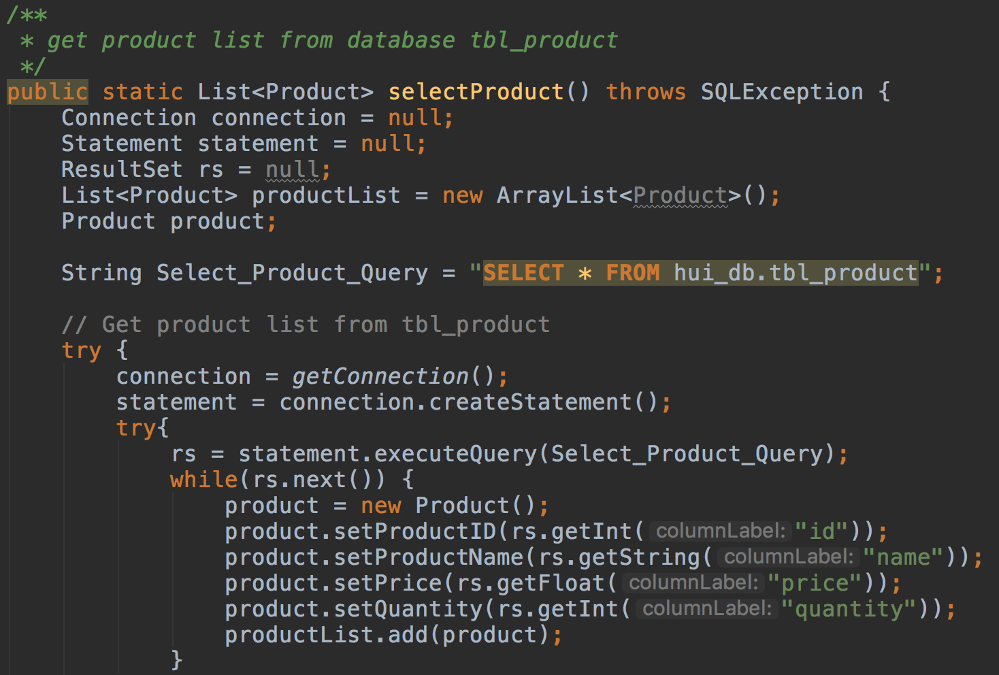 /**
 * get product list from database tbl_product
 */
public static List<Product> selectProduct() throws SQLException {
    Connection connection = null;
    Statement statement = null;
    ResultSet rs = null;
    List<Product> productList = new ArrayList<Product>();
    Product product;

    String Select_Product_Query = "SELECT * FROM hui_db.tbl_product";

    // Get product list from tbl_product
    try {
        connection = getConnection();
        statement = connection.createStatement();
        try{
            rs = statement.executeQuery(Select_Product_Query);
            while(rs.next()) {
                product = new Product();
                product.setProductID(rs.getInt( columnLabel: "id"));
                product.setProductName(rs.getString( columnLabel: "name"));
                product.setPrice(rs.getFloat( columnLabel: "price"));
                product.setQuantity(rs.getInt( columnLabel: "quantity"));
                productList.add(product);
            }